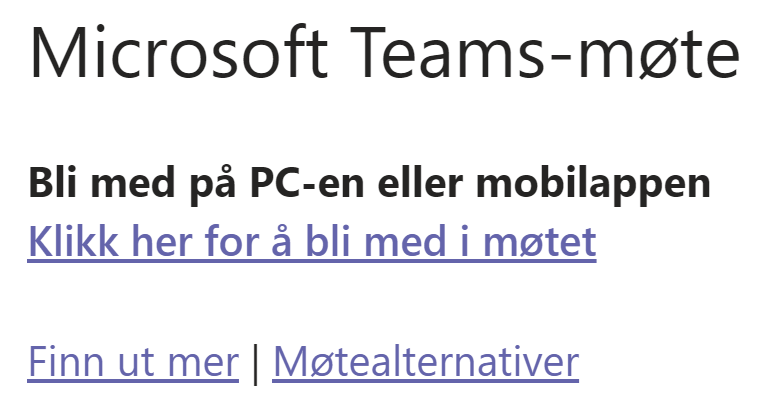 Microsoft Teams-møte
Bli med på PC-en eller mobilappen
Klikk her for å bli med i møtet
Finn ut mer | Møtealternativer